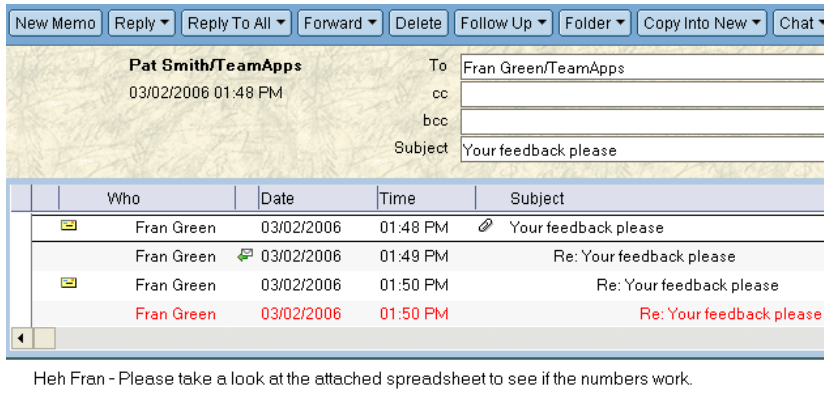 New Memo Reply Reply To All Forward Delete Follow Up Folder Copy Into New Chat
Pat Smith/TeamApps To Fran Green/TeamApps
03/02/2006 01:48 PM cc
bcc
Subject Your feedback please
Who Date Time Subject
Fran Green 03/02/2006 01:48 PM Your feedback please
Fran Green 03/02/2006 01:49 PM Re: Your feedback please
Fran Green 03/02/2006 01:50 PM Re: Your feedback please
Fran Green 03/02/2006 01:50 PM Re: Your feedback please
Heh Fran - Please take a look at the attached spreadsheet to see if the numbers work.